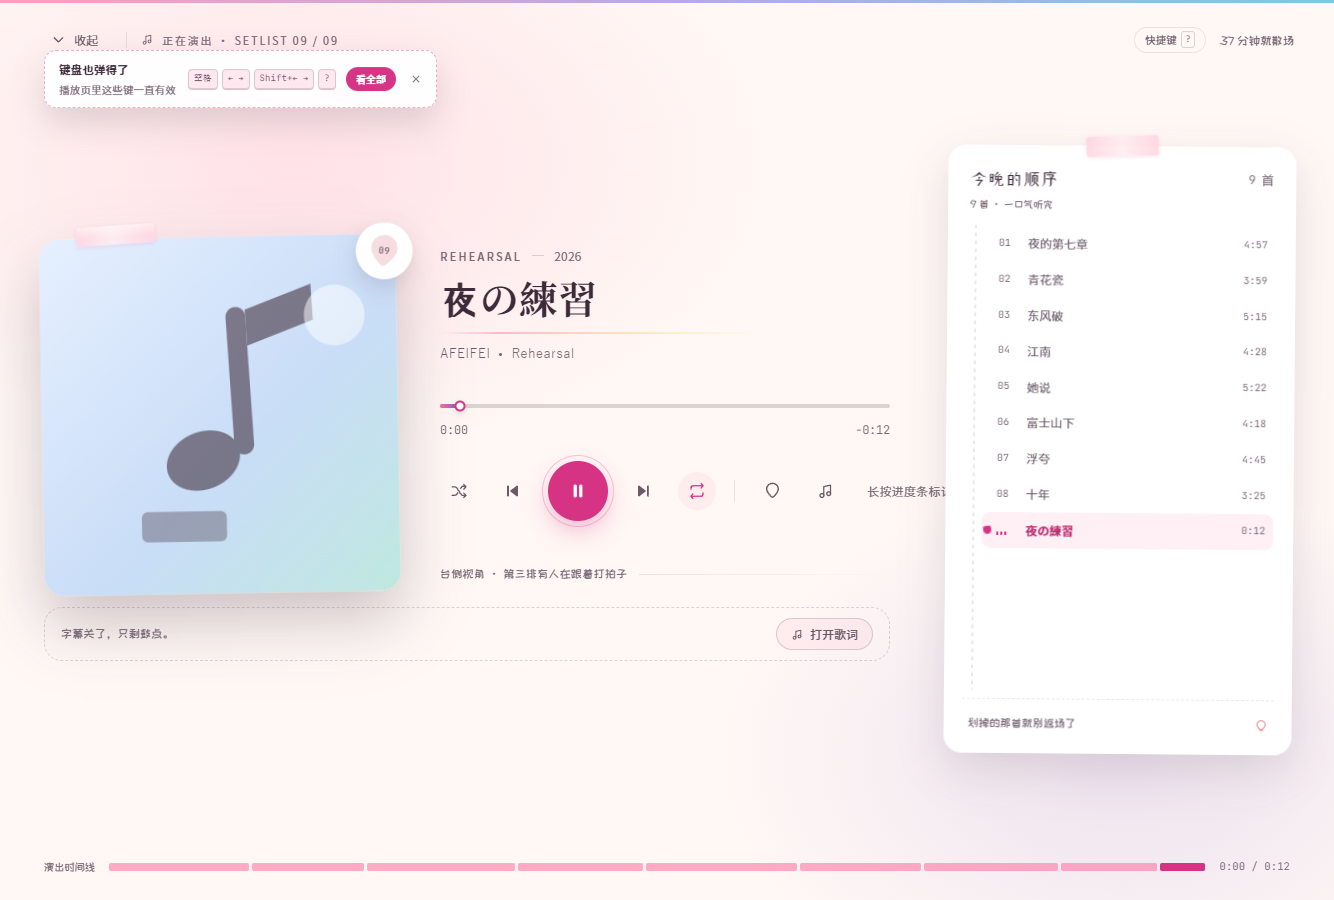 收起
正在演出 • SETLIST 09 / 09
快捷键 ?
37 分钟就散场
键盘也弹得了
播放页里这些键一直有效
空格 ← → Shift+← → ?
看全部
×
09
REHEARSAL — 2026
夜の練習
AFEIFEI • Rehearsal
0:00
-0:12
长按进度条标
台侧视角 · 第三排有人在跟着打拍子
字幕关了，只剩鼓点。
打开歌词
今晚的顺序
9 首
9 首 · 一口气听完
01 夜的第七章 4:57
02 青花瓷 3:59
03 东风破 5:15
04 江南 4:28
05 她说 5:22
06 富士山下 4:18
07 浮夸 4:45
08 十年 3:25
夜の練習 0:12
划掉的那首就别返场了
演出时间线
0:00 / 0:12